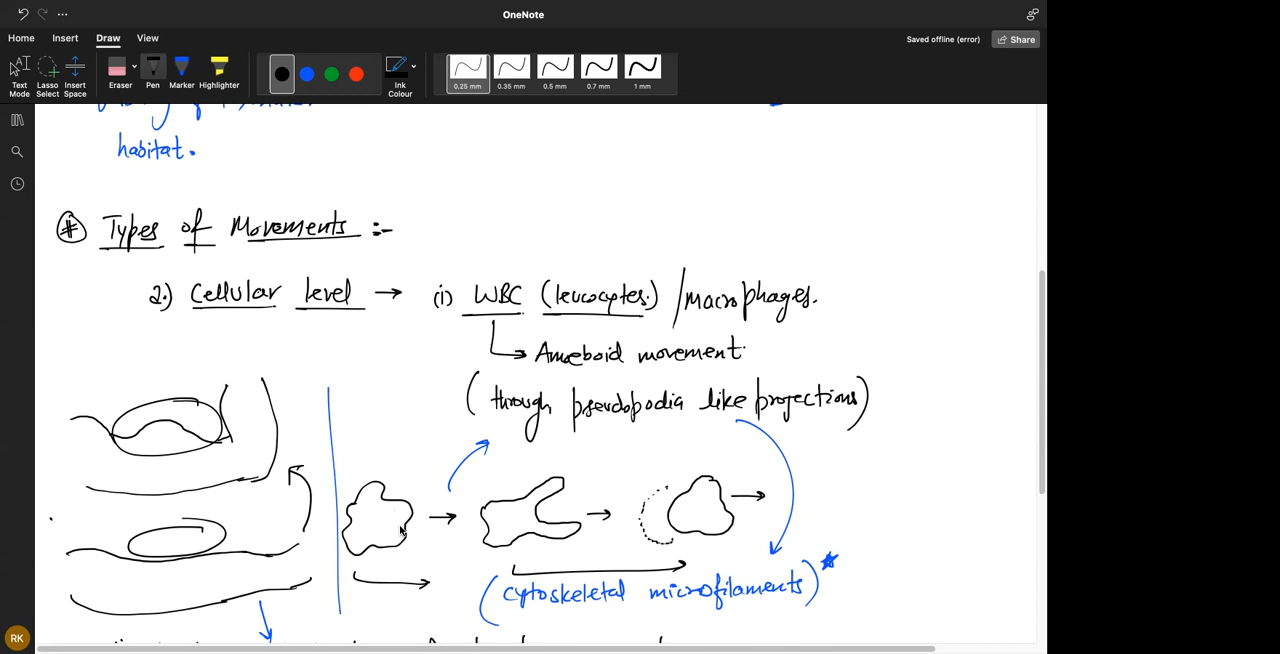 OneNote
Home Insert Draw View
Saved offline (error) Share
Text Mode Lasso Select Insert Space Eraser Pen Marker Highlighter Ink Colour 0.25 mm 0.35 mm 0.5 mm 0.7 mm 1 mm
habitat.
# Types of Movements :-
2.) Cellular level → (i) WBC (leucocytes.) / macrophages.
Amoeboid movement.
(through pseudopodia like projections)
(cytoskeletal microfilaments)*
RK